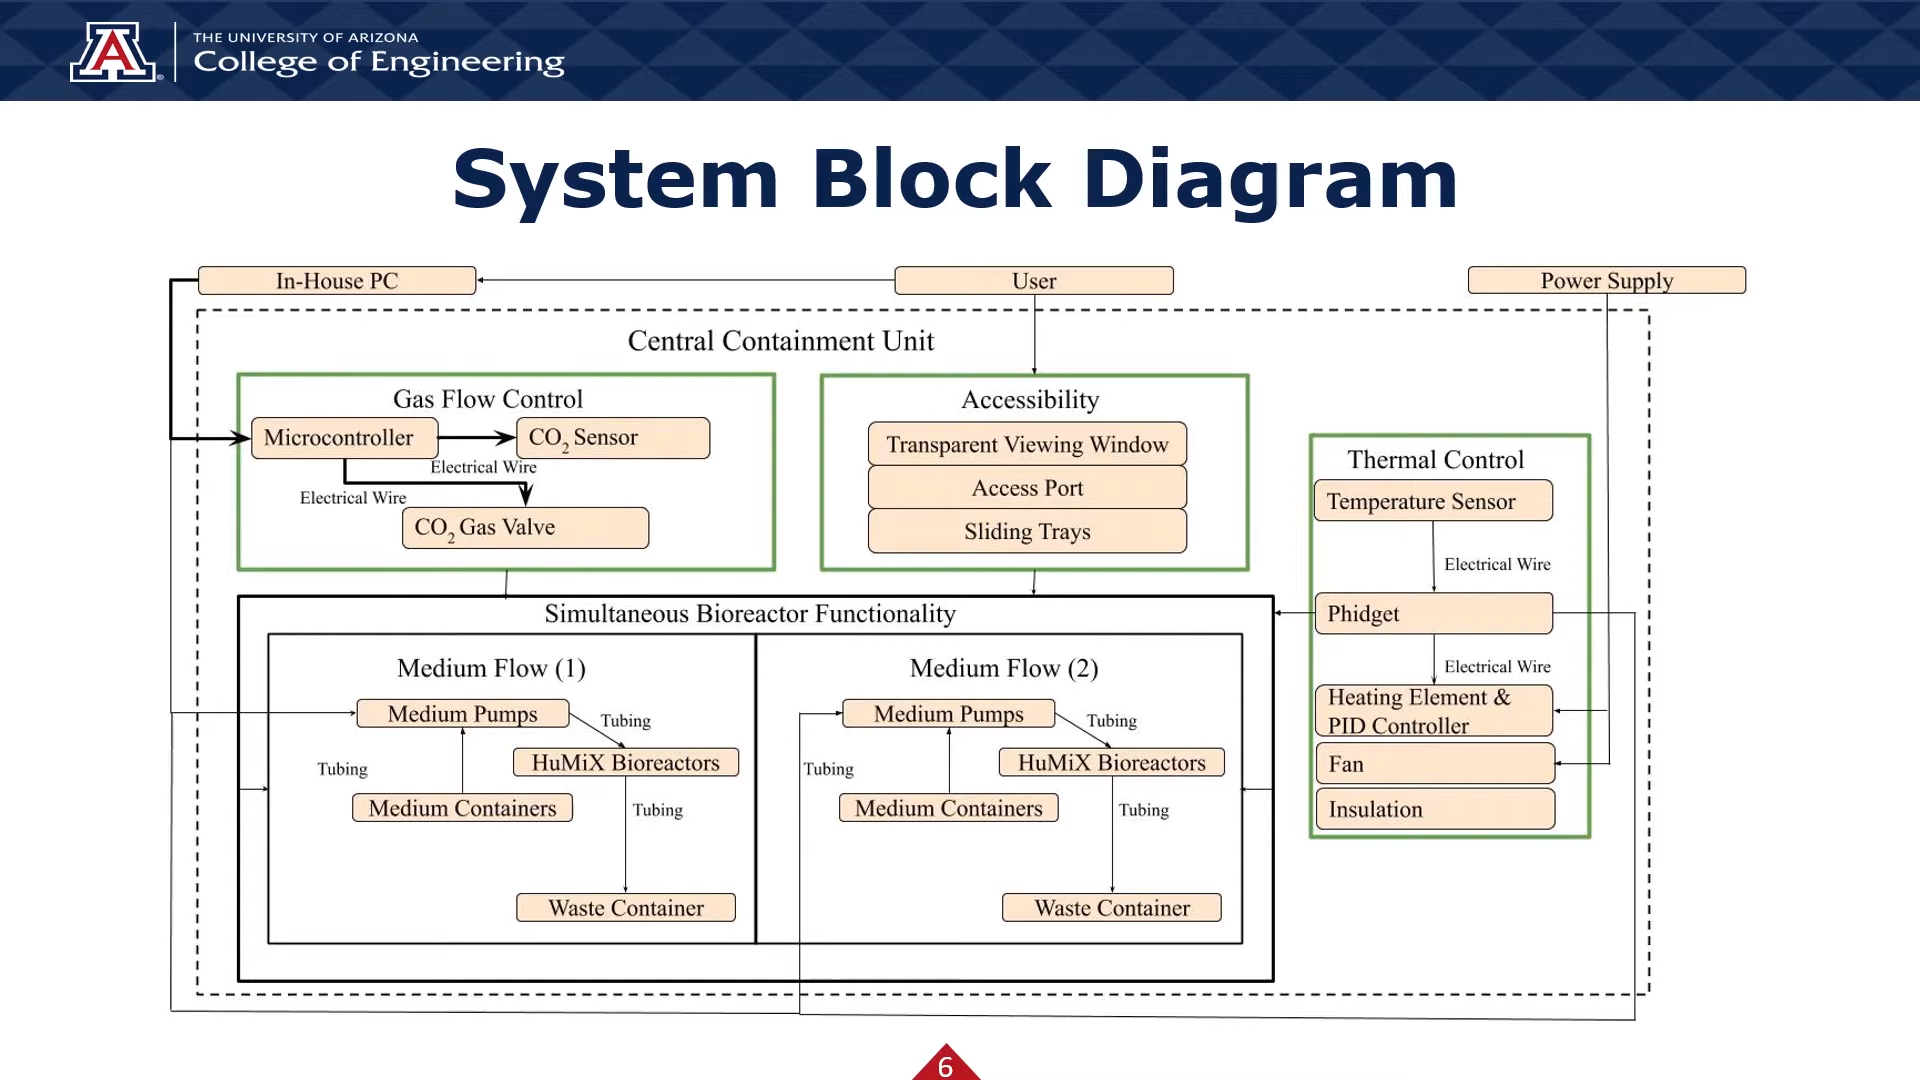 THE UNIVERSITY OF ARIZONA
College of Engineering
System Block Diagram
In-House PC
User
Power Supply
Central Containment Unit
Gas Flow Control
Microcontroller
CO2 Sensor
Electrical Wire
Electrical Wire
CO2 Gas Valve
Accessibility
Transparent Viewing Window
Access Port
Sliding Trays
Thermal Control
Temperature Sensor
Electrical Wire
Phidget
Electrical Wire
Heating Element &
PID Controller
Fan
Insulation
Simultaneous Bioreactor Functionality
Medium Flow (1)
Medium Pumps
Tubing
HuMiX Bioreactors
Tubing
Medium Containers
Tubing
Waste Container
Medium Flow (2)
Medium Pumps
Tubing
HuMiX Bioreactors
Tubing
Medium Containers
Tubing
Waste Container
6